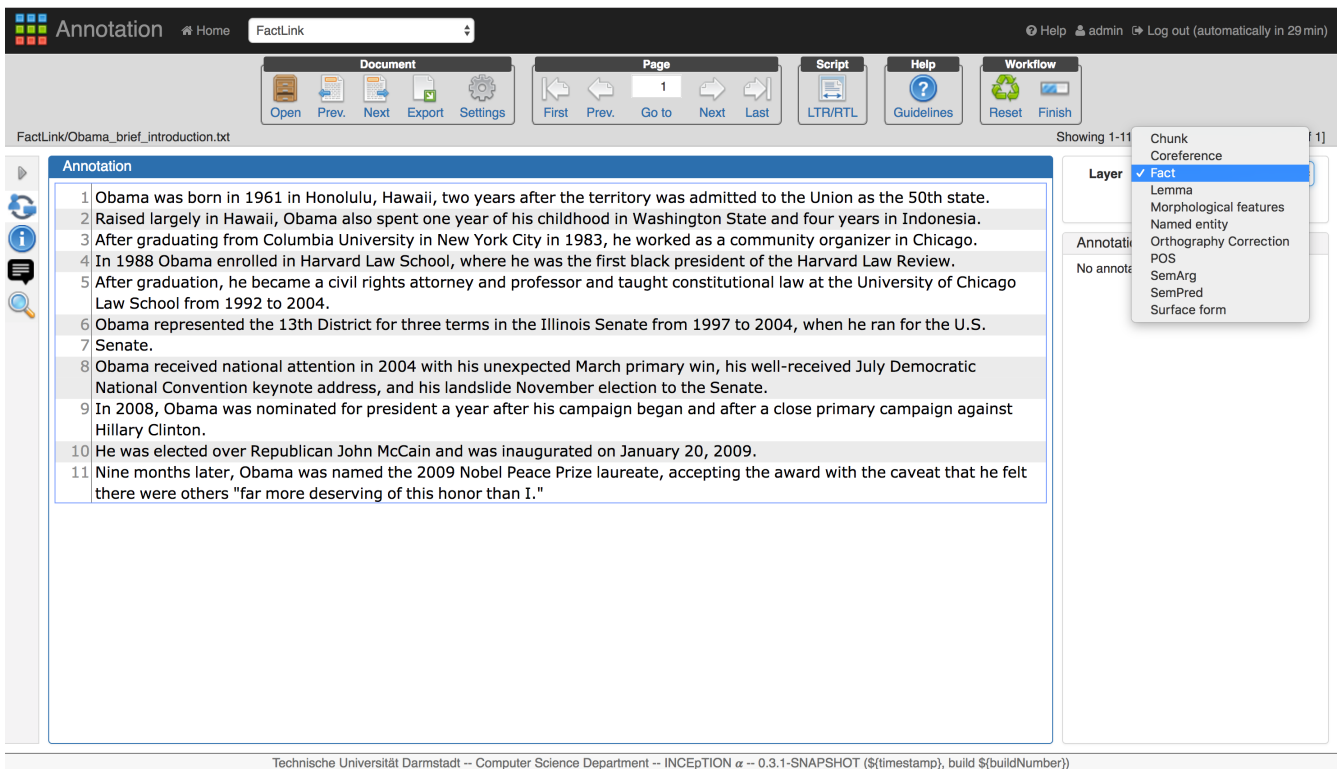 Annotation Home FactLink Help admin Log out (automatically in 29 min)
Document Page Script Help Workflow
1
Open Prev. Next Export Settings First Prev. Go to Next Last LTR/RTL Guidelines Reset Finish
FactLink/Obama_brief_introduction.txt Showing 1-11 1]
Annotation
1 Obama was born in 1961 in Honolulu, Hawaii, two years after the territory was admitted to the Union as the 50th state.
2 Raised largely in Hawaii, Obama also spent one year of his childhood in Washington State and four years in Indonesia.
3 After graduating from Columbia University in New York City in 1983, he worked as a community organizer in Chicago.
4 In 1988 Obama enrolled in Harvard Law School, where he was the first black president of the Harvard Law Review.
5 After graduation, he became a civil rights attorney and professor and taught constitutional law at the University of Chicago
Law School from 1992 to 2004.
6 Obama represented the 13th District for three terms in the Illinois Senate from 1997 to 2004, when he ran for the U.S.
7 Senate.
8 Obama received national attention in 2004 with his unexpected March primary win, his well-received July Democratic
National Convention keynote address, and his landslide November election to the Senate.
9 In 2008, Obama was nominated for president a year after his campaign began and after a close primary campaign against
Hillary Clinton.
10 He was elected over Republican John McCain and was inaugurated on January 20, 2009.
11 Nine months later, Obama was named the 2009 Nobel Peace Prize laureate, accepting the award with the caveat that he felt
there were others "far more deserving of this honor than I."
Layer
Chunk
Coreference
✓ Fact
Lemma
Morphological features
Named entity
Orthography Correction
POS
SemArg
SemPred
Surface form
Annotati
No annota
Technische Universität Darmstadt -- Computer Science Department -- INCEpTION α -- 0.3.1-SNAPSHOT (${timestamp}, build ${buildNumber})